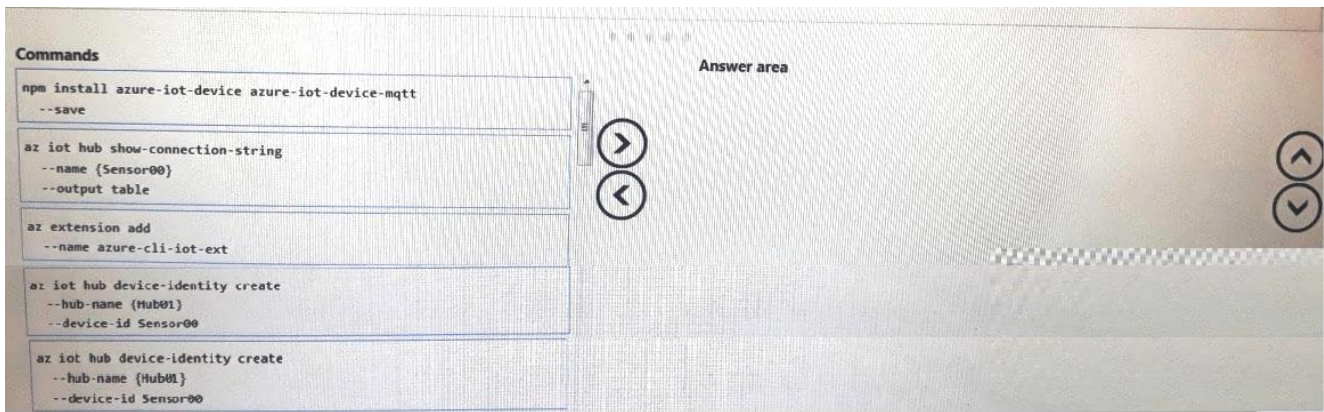 Commands
Answer area
npm install azure-iot-device azure-iot-device-mqtt
--save
az iot hub show-connection-string
--name {Sensor00}
--output table
az extension add
--name azure-cli-iot-ext
az iot hub device-identity create
--hub-name {Hub01}
--device-id Sensor00
az iot hub device-identity create
--hub-name {Hub01}
--device-id Sensor00